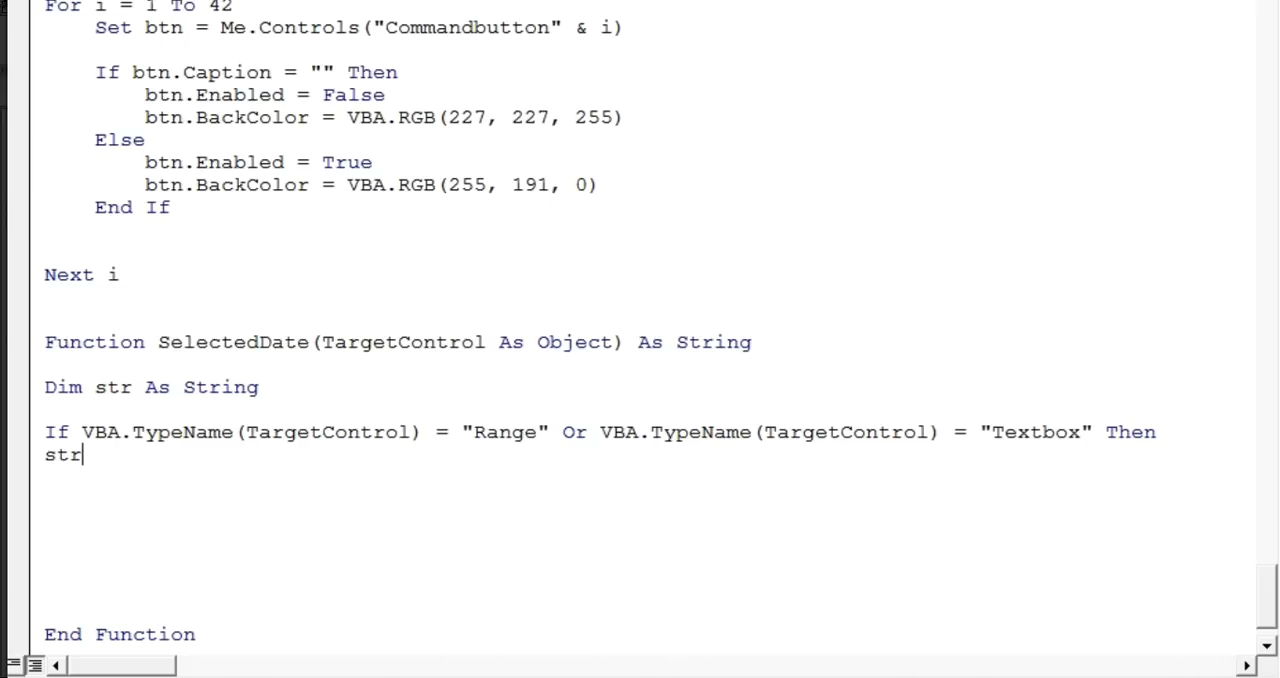 For i = 1 To 42
Set btn = Me.Controls("Commandbutton" & i)
If btn.Caption = "" Then
btn.Enabled = False
btn.BackColor = VBA.RGB(227, 227, 255)
Else
btn.Enabled = True
btn.BackColor = VBA.RGB(255, 191, 0)
End If
Next i
Function SelectedDate(TargetControl As Object) As String
Dim str As String
If VBA.TypeName(TargetControl) = "Range" Or VBA.TypeName(TargetControl) = "Textbox" Then
str
End Function